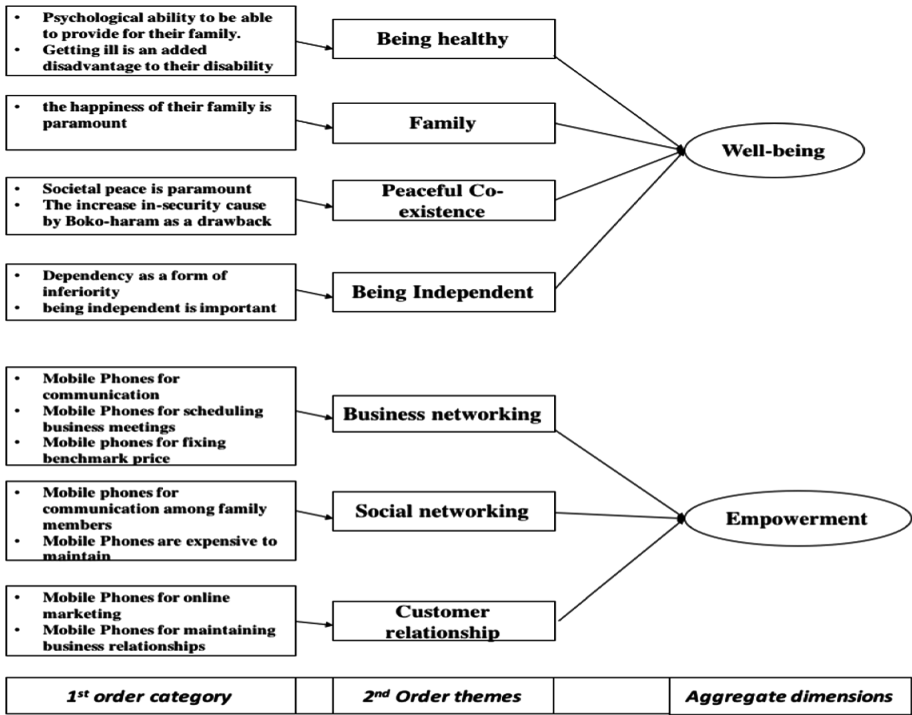 • Psychological ability to be able
to provide for their family.
• Getting ill is an added
disadvantage to their disability
Being healthy
• the happiness of their family is
paramount
Family
Well-being
• Societal peace is paramount
• The increase in-security cause
by Boko-haram as a drawback
Peaceful Co-
existence
• Dependency as a form of
inferiority
• being independent is important
Being Independent
• Mobile Phones for
communication
• Mobile Phones for scheduling
business meetings
• Mobile phones for fixing
benchmark price
Business networking
• Mobile phones for
communication among family
members
• Mobile Phones are expensive to
maintain
Social networking
Empowerment
• Mobile Phones for online
marketing
• Mobile Phones for maintaining
business relationships
Customer
relationship
1st order category
2nd Order themes
Aggregate dimensions